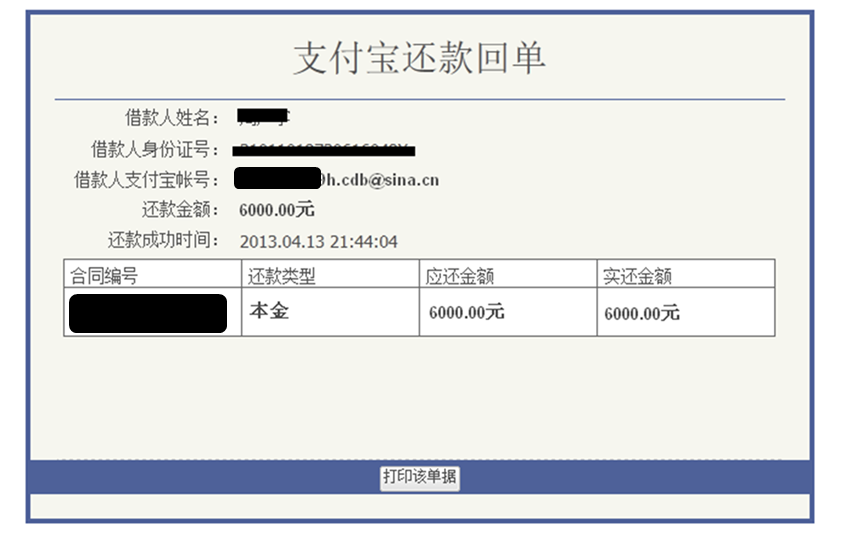 支付宝还款回单
借款人姓名：
借款人身份证号：
借款人支付宝帐号： h.cdb@sina.cn
还款金额： 6000.00元
还款成功时间： 2013.04.13 21:44:04
合同编号 还款类型 应还金额 实还金额
本金 6000.00元 6000.00元
打印该单据